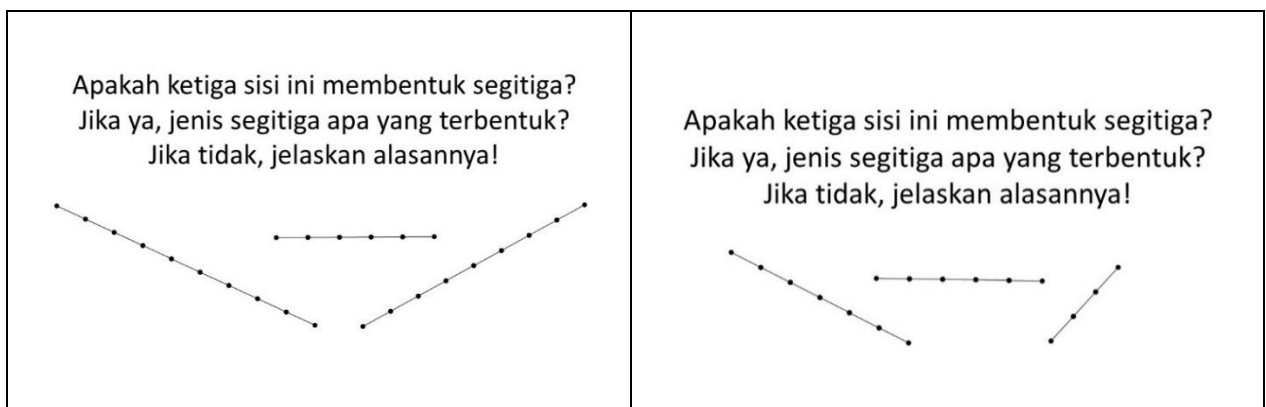 Apakah ketiga sisi ini membentuk segitiga?
Jika ya, jenis segitiga apa yang terbentuk?
Jika tidak, jelaskan alasannya!
Apakah ketiga sisi ini membentuk segitiga?
Jika ya, jenis segitiga apa yang terbentuk?
Jika tidak, jelaskan alasannya!